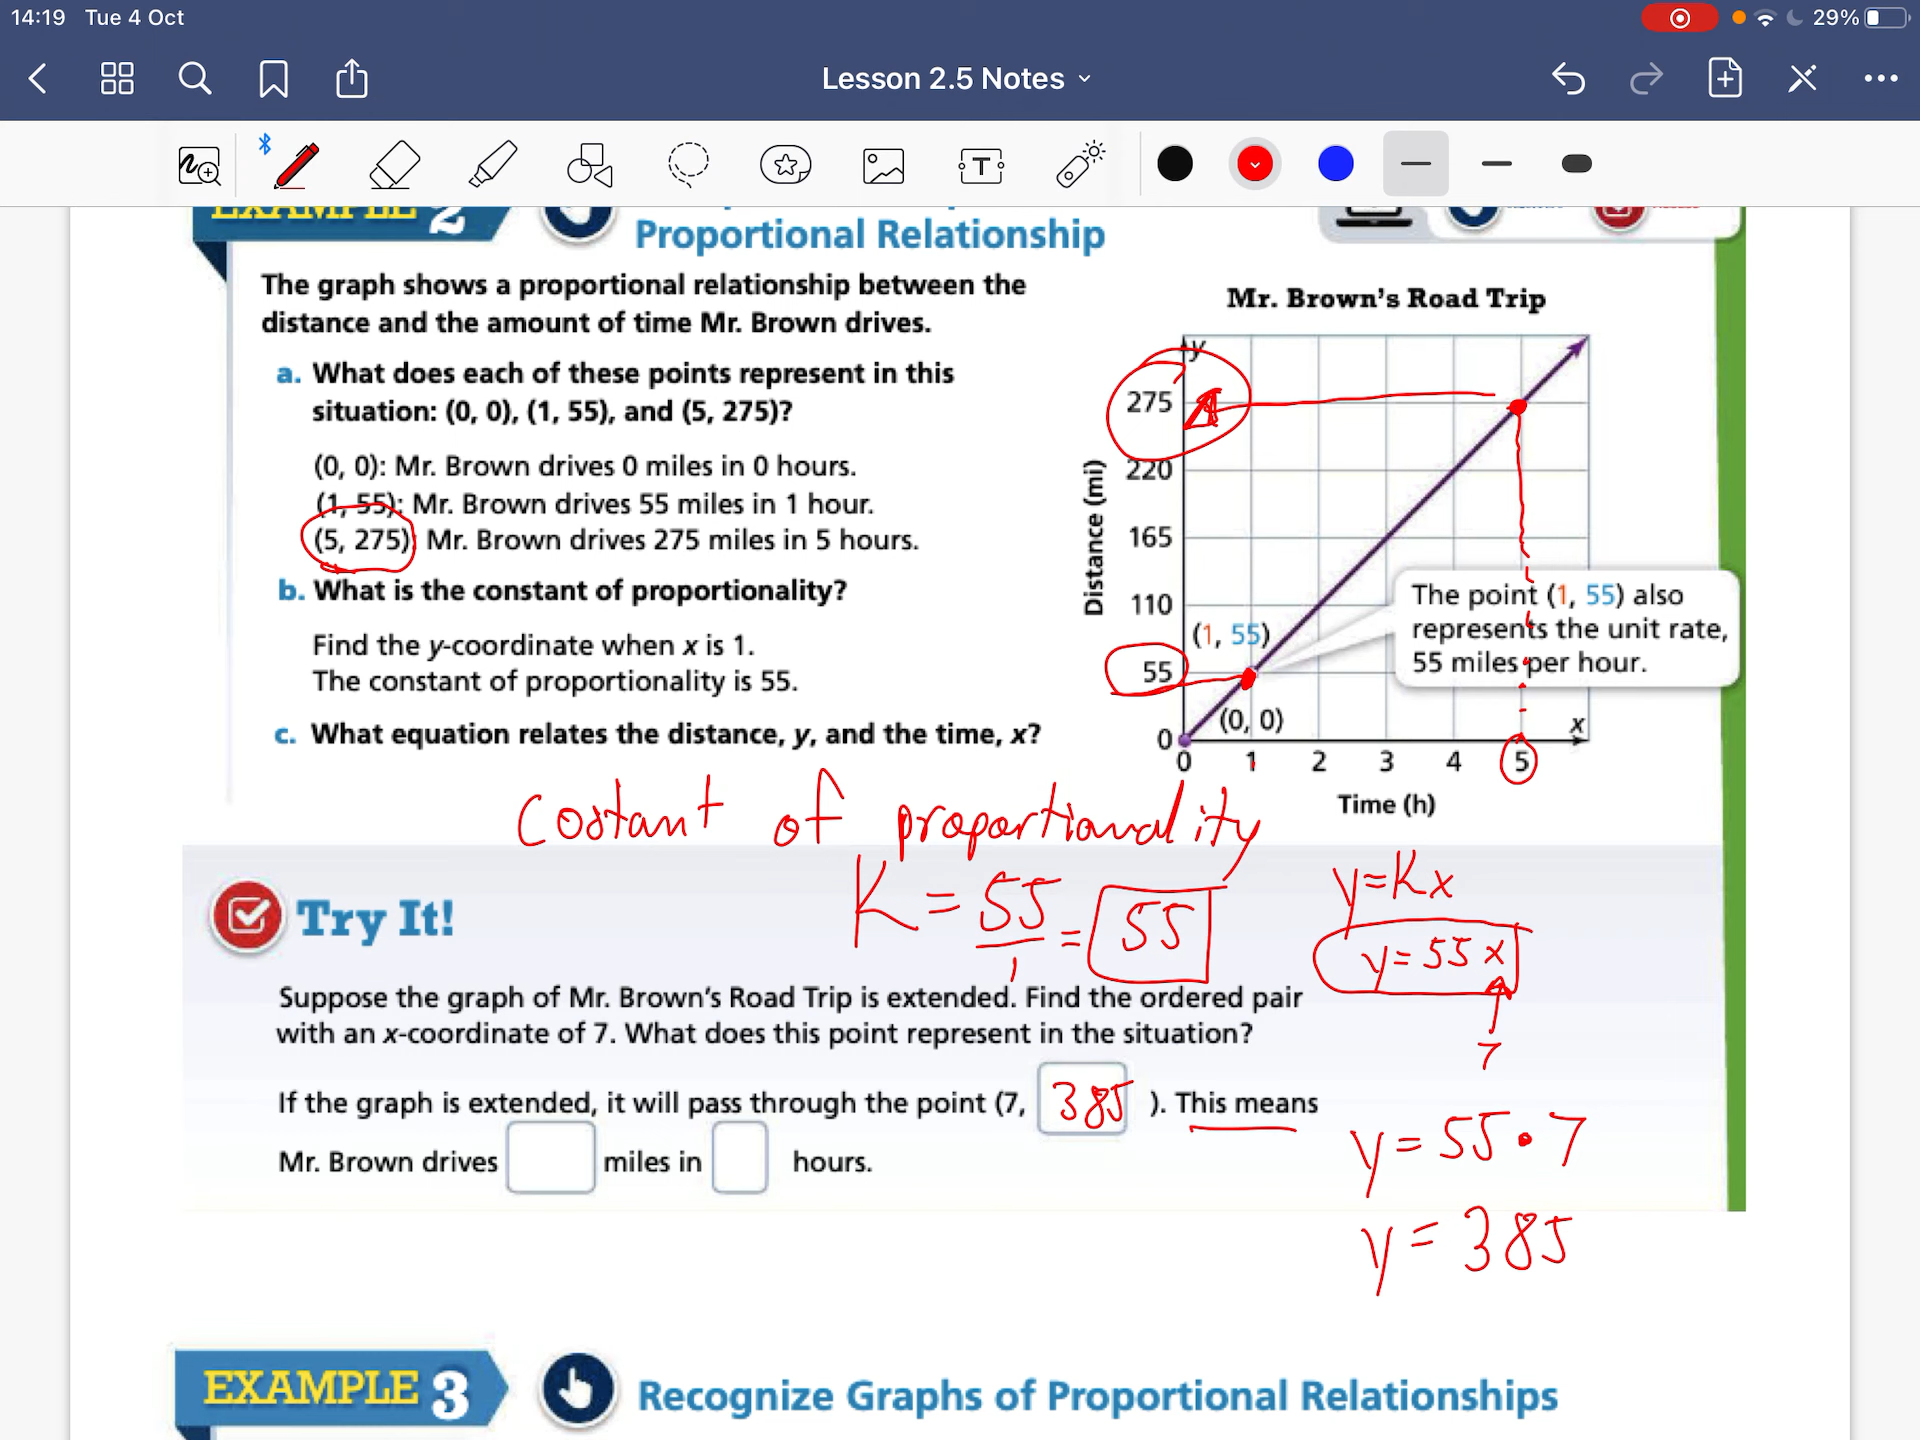 14:19 Tue 4 Oct
29%
Lesson 2.5 Notes
T
EXAMPLE 2
Proportional Relationship
The graph shows a proportional relationship between the
distance and the amount of time Mr. Brown drives.
a. What does each of these points represent in this
situation: (0, 0), (1, 55), and (5, 275)?
(0, 0): Mr. Brown drives 0 miles in 0 hours.
(1, 55): Mr. Brown drives 55 miles in 1 hour.
(5, 275): Mr. Brown drives 275 miles in 5 hours.
b. What is the constant of proportionality?
Find the y-coordinate when x is 1.
The constant of proportionality is 55.
c. What equation relates the distance, y, and the time, x?
Mr. Brown's Road Trip
y
275
220
165
110
55
0
Distance (mi)
(1, 55)
(0, 0)
The point (1, 55) also
represents the unit rate,
55 miles per hour.
x
0 1 2 3 4 5
Time (h)
Costant of proportionality
K = 55/1 = 55
y=Kx
y=55x
7
y = 55 • 7
y = 385
Try It!
Suppose the graph of Mr. Brown's Road Trip is extended. Find the ordered pair
with an x-coordinate of 7. What does this point represent in the situation?
If the graph is extended, it will pass through the point (7, 385 ). This means
Mr. Brown drives miles in hours.
EXAMPLE 3
Recognize Graphs of Proportional Relationships